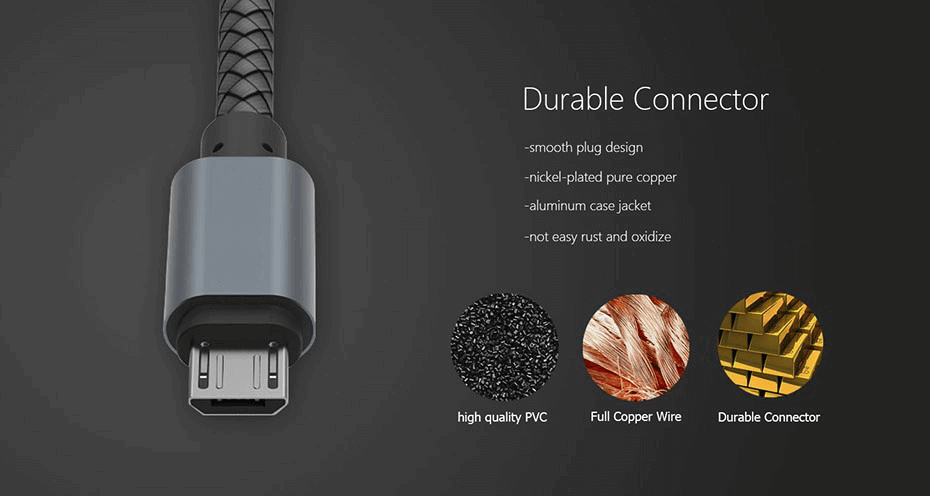 Durable Connector
-smooth plug design
-nickel-plated pure copper
-aluminum case jacket
-not easy rust and oxidize
high quality PVC
Full Copper Wire
Durable Connector